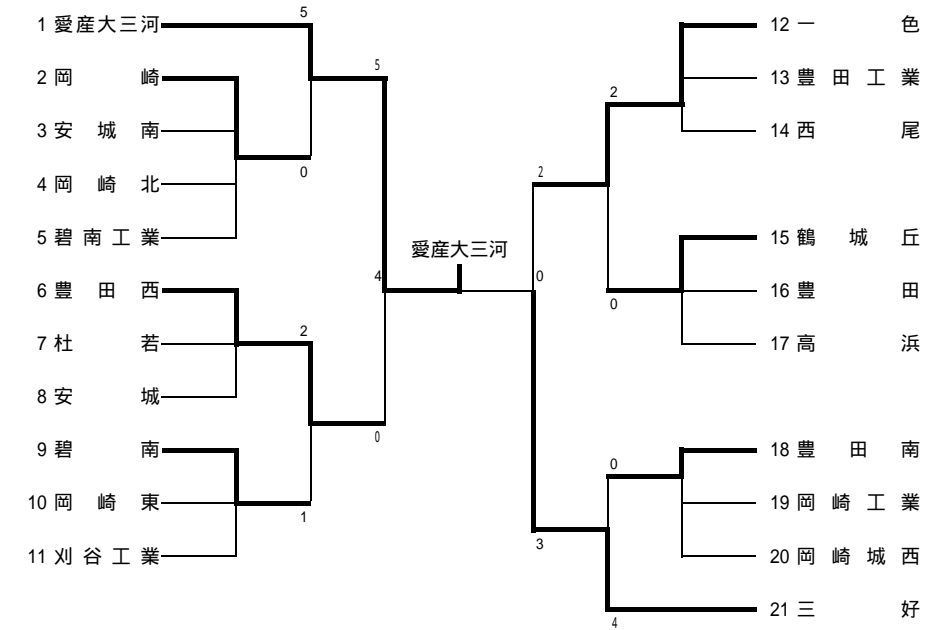 1 愛産大三河
2 岡崎
3 安城南
4 岡崎北
5 碧南工業
6 豊田西
7 杜若
8 安城
9 碧南
10 岡崎東
11 刈谷工業
5
0
2
1
5
0
4
愛産大三河
0
2
3
2
0
0
4
12 一色
13 豊田工業
14 西尾
15 鶴城丘
16 豊田
17 高浜
18 豊田南
19 岡崎工業
20 岡崎城西
21 三好